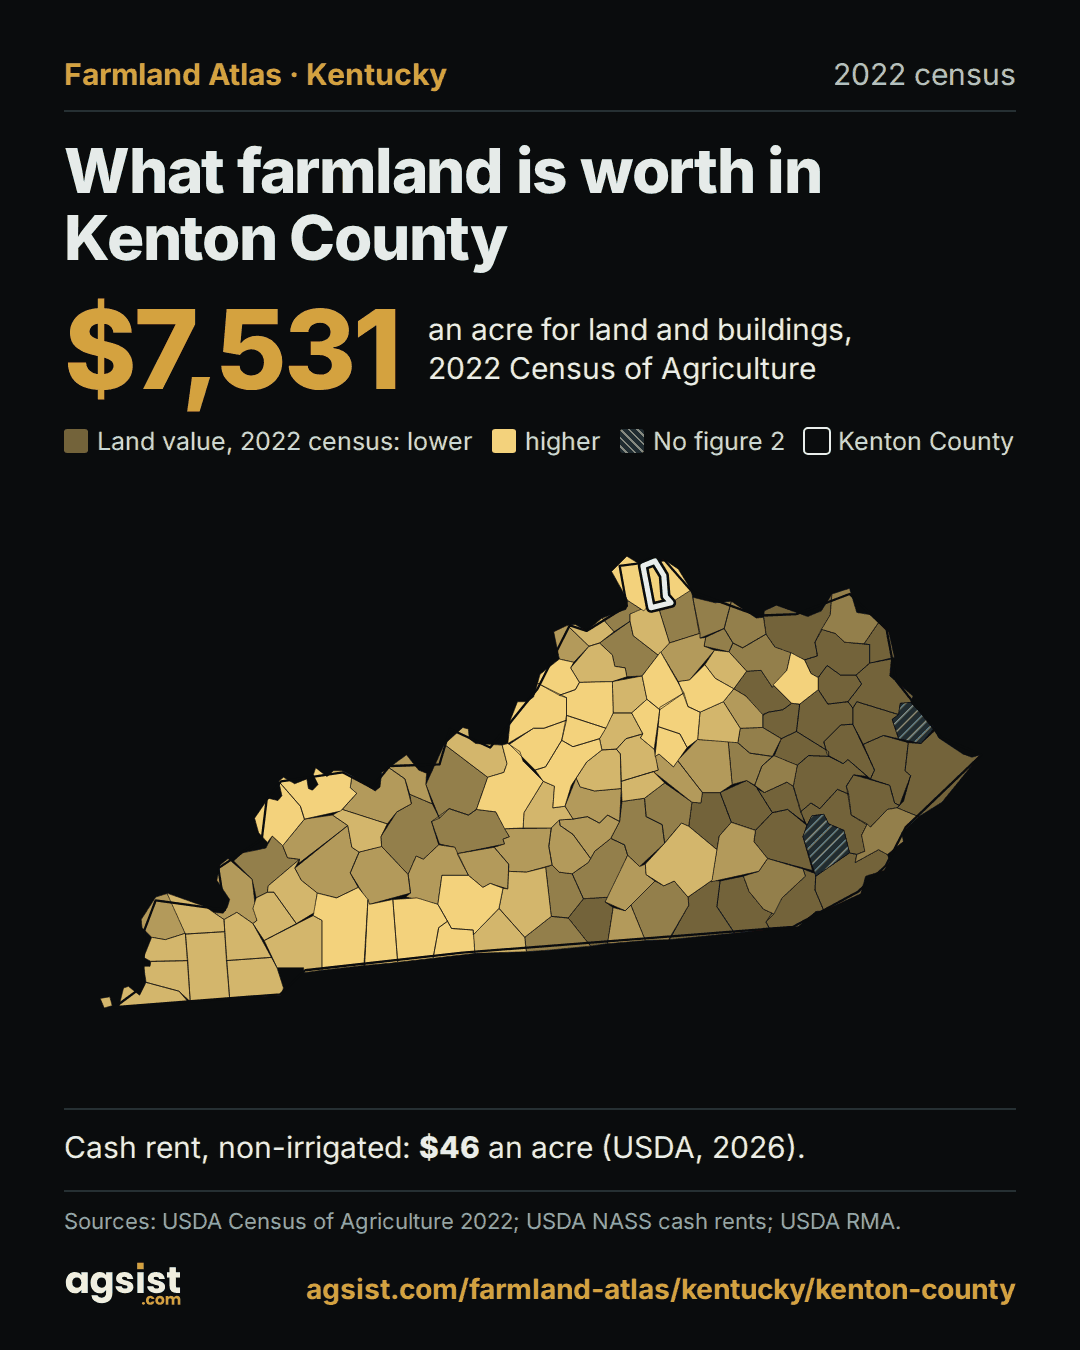 Farmland Atlas · Kentucky
2022 census
What farmland is worth in
Kenton County
$7,531
an acre for land and buildings,
2022 Census of Agriculture
Land value, 2022 census: lower
higher
No figure 2
Kenton County
Cash rent, non-irrigated: $46 an acre (USDA, 2026).
Sources: USDA Census of Agriculture 2022; USDA NASS cash rents; USDA RMA.
agsist
.com
agsist.com/farmland-atlas/kentucky/kenton-county